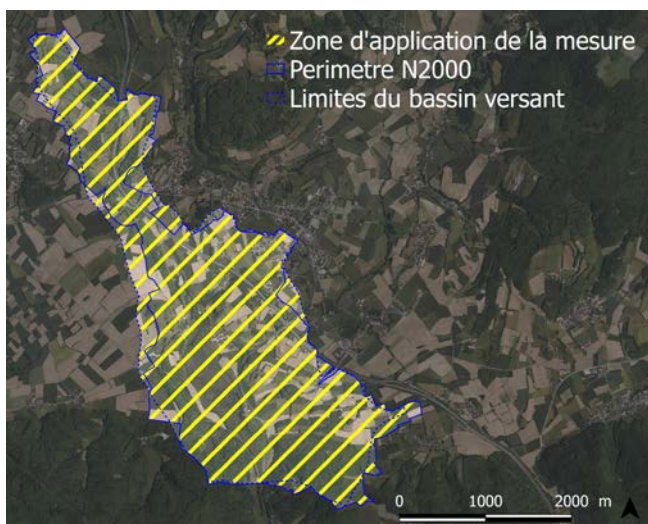 Zone d'application de la mesure
Perimetre N2000
Limites du bassin versant
0 1000 2000 m